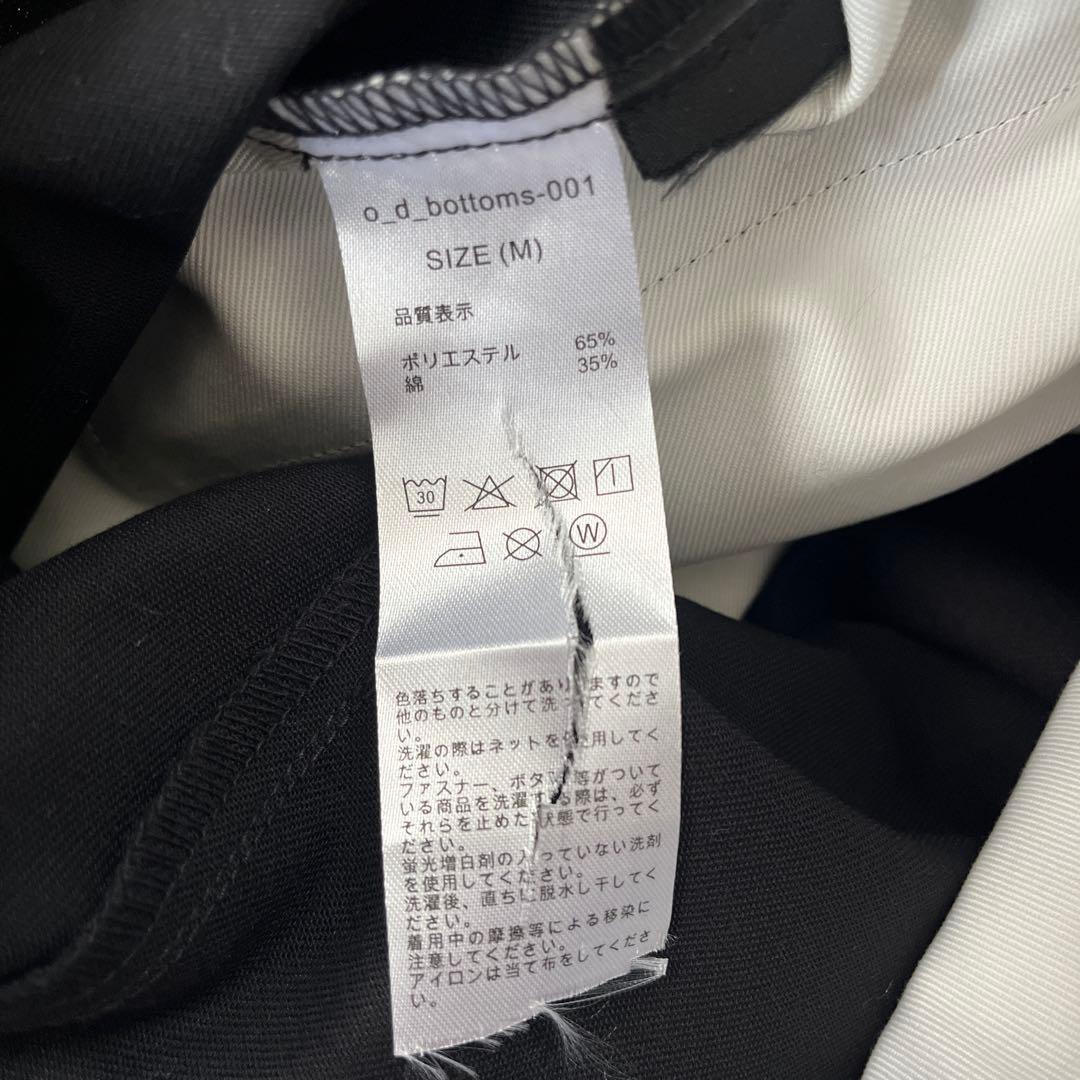 o_d_bottoms-001
SIZE (M)
品質表示
ポリエステル 65%
綿 35%
30
W
色落ちすることがありますので
他のものと分けて洗ってくださ
い。
洗濯の際はネットを使用してく
ださい。
ファスナー、ボタン等がついて
いる商品を洗濯する際は、必ず
それらを止めた状態で行ってく
ださい。
蛍光増白剤の入っていない洗剤
を使用してください。
洗濯後、直ちに脱水し干してく
ださい。
着用中の摩擦等による移染に
注意してください。
アイロンは当て布をしてくださ
い。